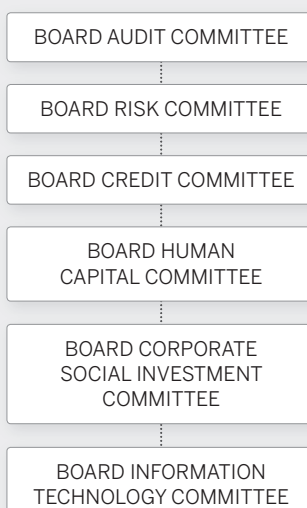 BOARD AUDIT COMMITTEE
BOARD RISK COMMITTEE
BOARD CREDIT COMMITTEE
BOARD HUMAN
CAPITAL COMMITTEE
BOARD CORPORATE
SOCIAL INVESTMENT
COMMITTEE
BOARD INFORMATION
TECHNOLOGY COMMITTEE